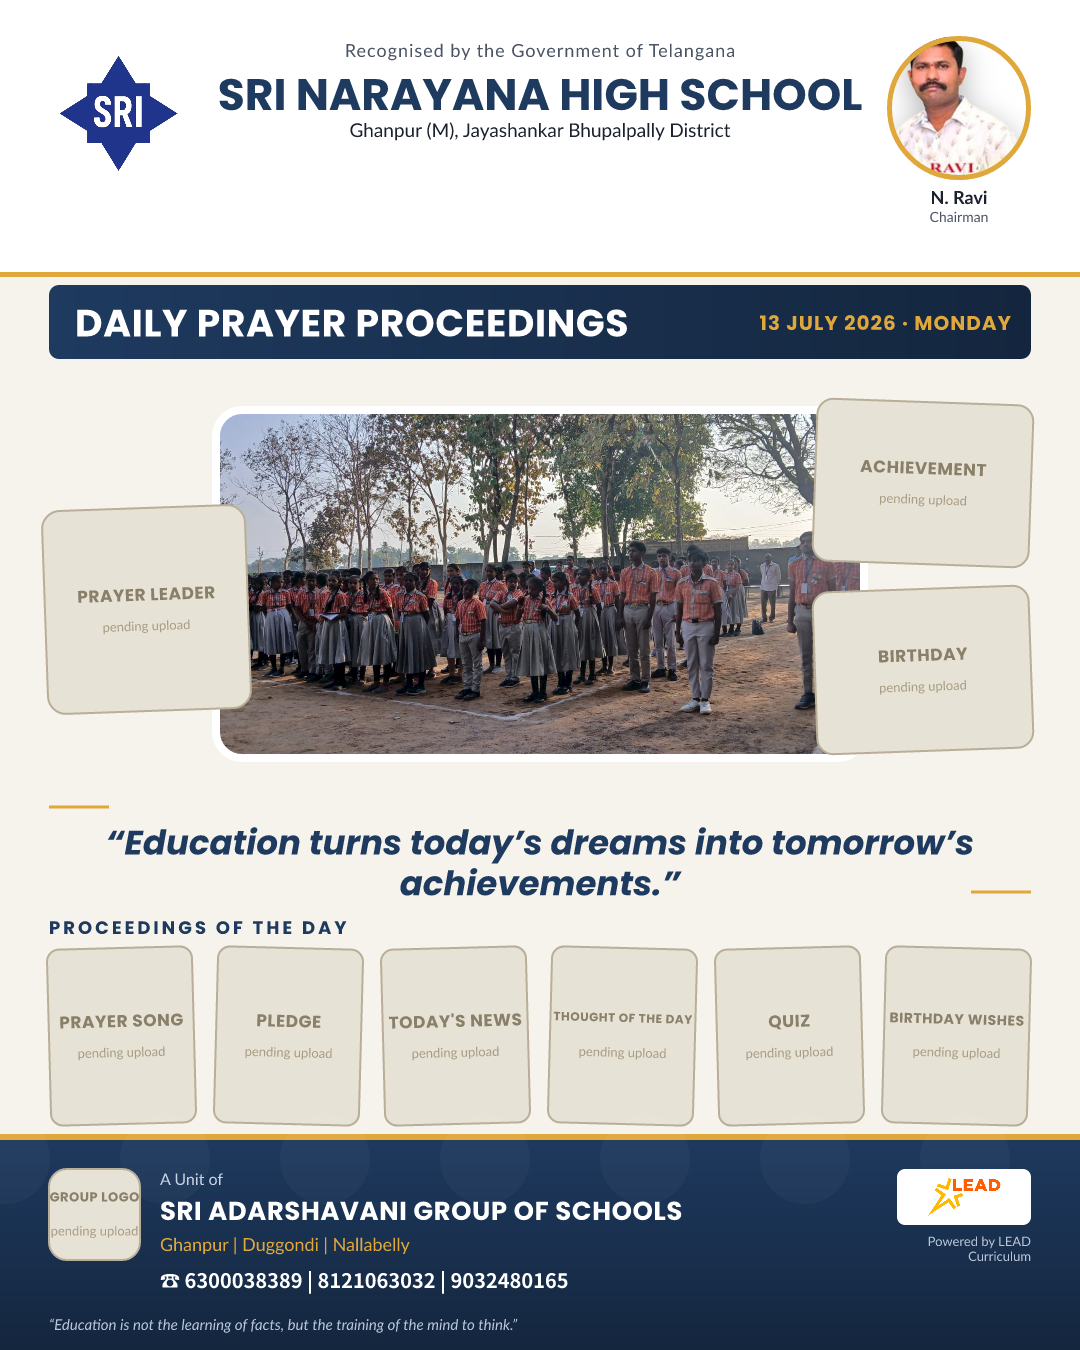 Recognised by the Government of Telangana
SRI
SRI NARAYANA HIGH SCHOOL
Ghanpur (M), Jayashankar Bhupalpally District
RAVI
N. Ravi
Chairman
DAILY PRAYER PROCEEDINGS
13 JULY 2026 · MONDAY
ACHIEVEMENT
pending upload
PRAYER LEADER
pending upload
BIRTHDAY
pending upload
“Education turns today’s dreams into tomorrow’s
achievements.”
PROCEEDINGS OF THE DAY
PRAYER SONG
pending upload
PLEDGE
pending upload
TODAY'S NEWS
pending upload
THOUGHT OF THE DAY
pending upload
QUIZ
pending upload
BIRTHDAY WISHES
pending upload
GROUP LOGO
pending upload
A Unit of
SRI ADARSHAVANI GROUP OF SCHOOLS
Ghanpur | Duggondi | Nallabelly
☎ 6300038389 | 8121063032 | 9032480165
LEAD
Powered by LEAD
Curriculum
“Education is not the learning of facts, but the training of the mind to think.”